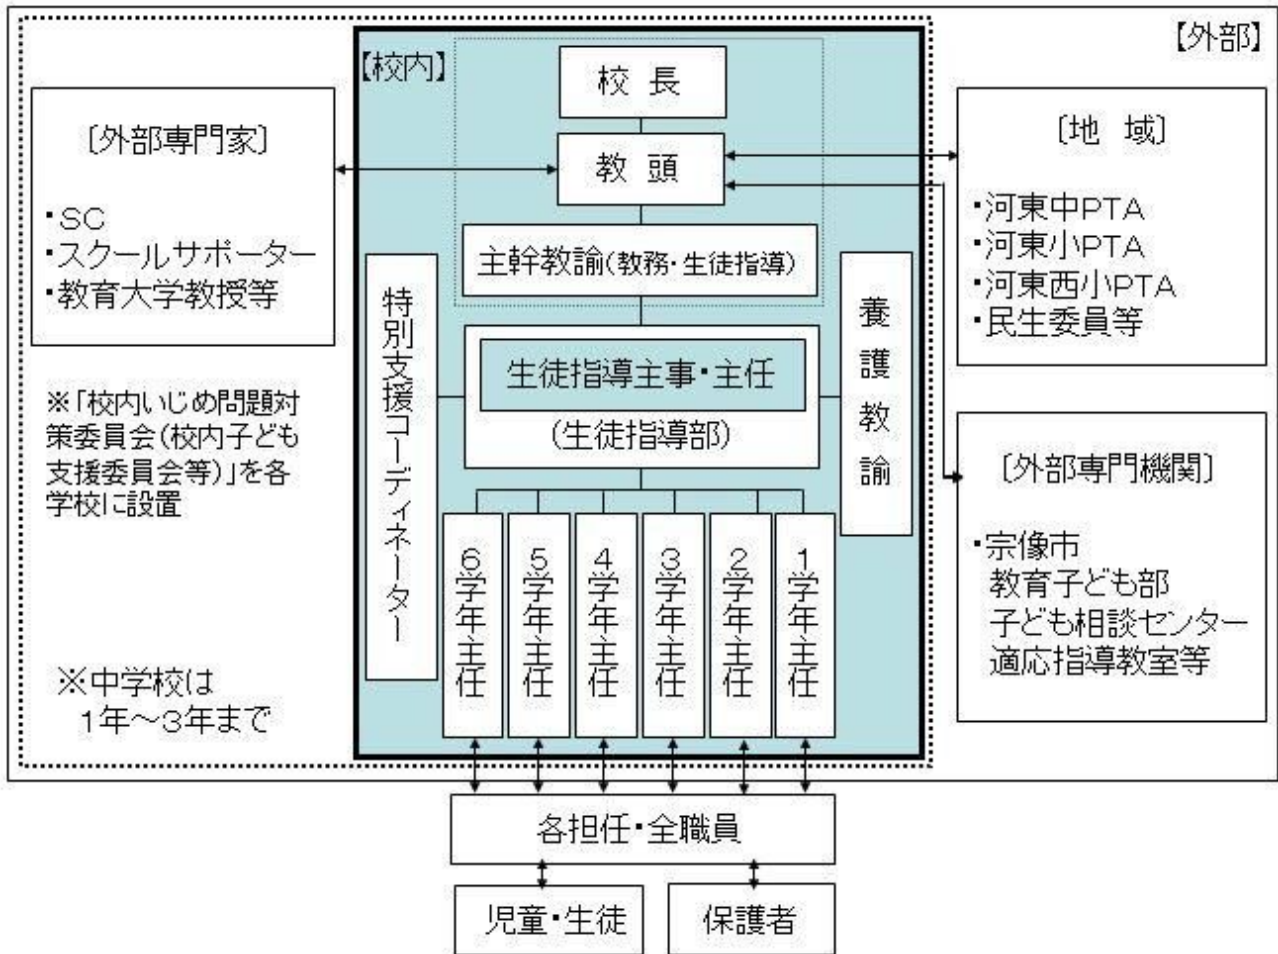 【外部】
【校内】
校 長
教 頭
主幹教諭(教務・生徒指導)
〔外部専門家〕
・SC
・スクールサポーター
・教育大学教授等
※「校内いじめ問題対
策委員会(校内子ども
支援委員会等)」を各
学校に設置
※中学校は
1年~3年まで
特別支援コーディネーター
生徒指導主事・主任
(生徒指導部)
養護教諭
6学年主任
5学年主任
4学年主任
3学年主任
2学年主任
1学年主任
〔地 域〕
・河東中PTA
・河東小PTA
・河東西小PTA
・民生委員等
〔外部専門機関〕
・宗像市
教育子ども部
子ども相談センター
適応指導教室等
各担任・全職員
児童・生徒
保護者